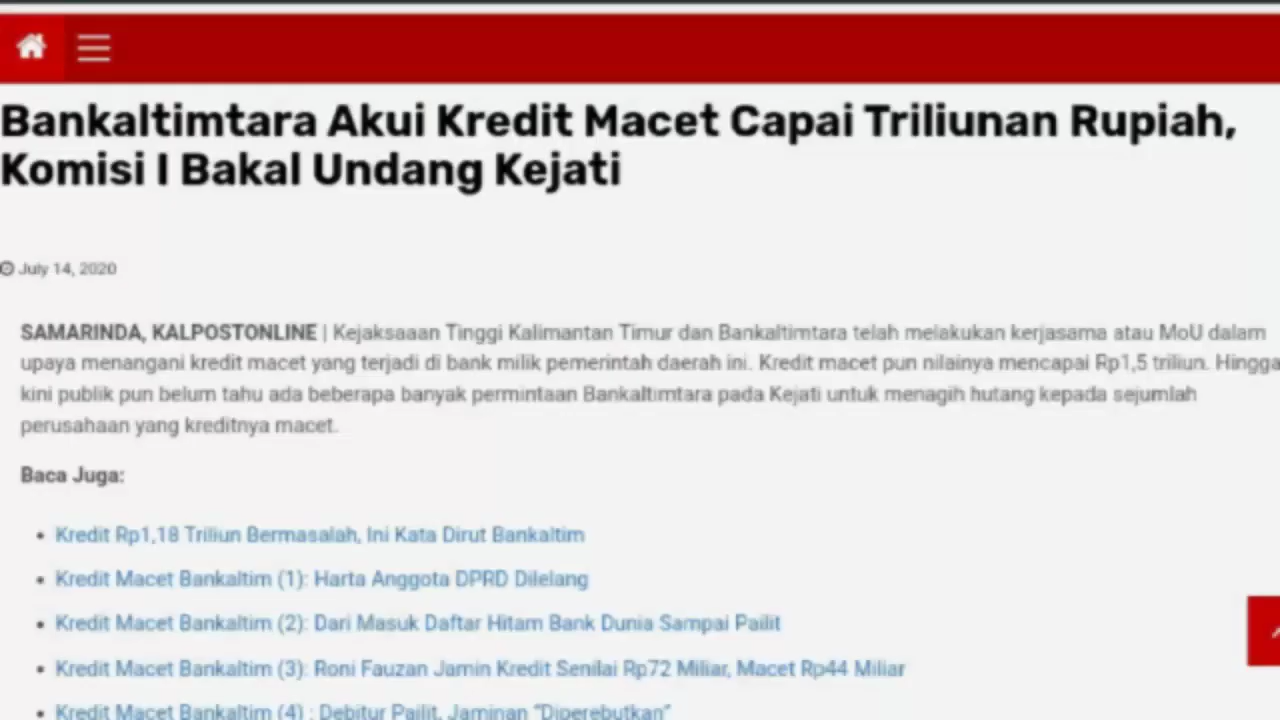 Bankaltimtara Akui Kredit Macet Capai Triliunan Rupiah,
Komisi I Bakal Undang Kejati
July 14, 2020
SAMARINDA, KALPOSTONLINE | Kejaksaaan Tinggi Kalimantan Timur dan Bankaltimtara telah melakukan kerjasama atau MoU dalam
upaya menangani kredit macet yang terjadi di bank milik pemerintah daerah ini. Kredit macet pun nilainya mencapai Rp1,5 triliun. Hingga
kini publik pun belum tahu ada beberapa banyak permintaan Bankaltimtara pada Kejati untuk menagih hutang kepada sejumlah
perusahaan yang kreditnya macet.
Baca Juga:
• Kredit Rp1,18 Triliun Bermasalah, Ini Kata Dirut Bankaltim
• Kredit Macet Bankaltim (1): Harta Anggota DPRD Dilelang
• Kredit Macet Bankaltim (2): Dari Masuk Daftar Hitam Bank Dunia Sampai Pailit
• Kredit Macet Bankaltim (3): Roni Fauzan Jamin Kredit Senilai Rp72 Miliar, Macet Rp44 Miliar
• Kredit Macet Bankaltim (4) : Debitur Pailit, Jaminan “Diperebutkan”